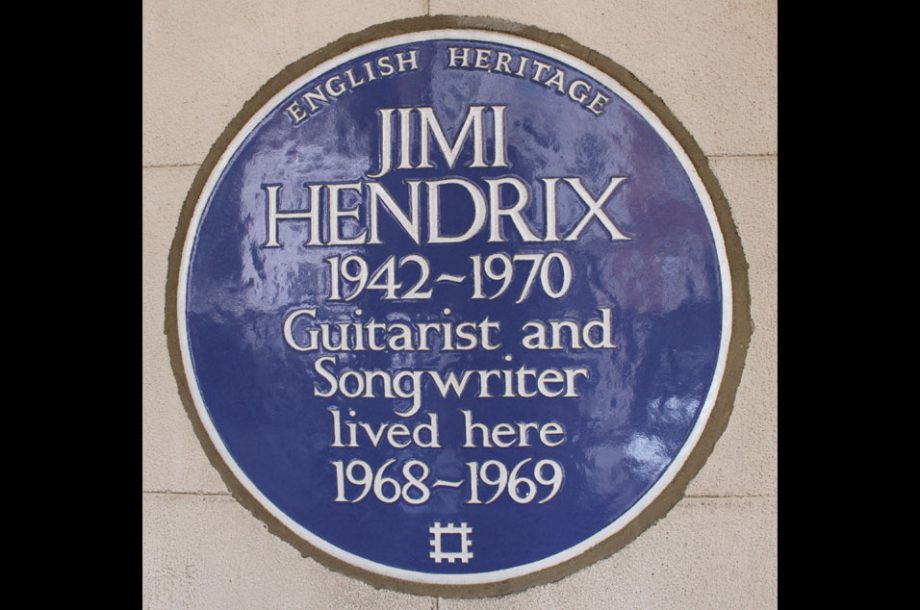 ENGLISH HERITAGE
JIMI
HENDRIX
1942~1970
Guitarist and
Songwriter
lived here
1968~1969